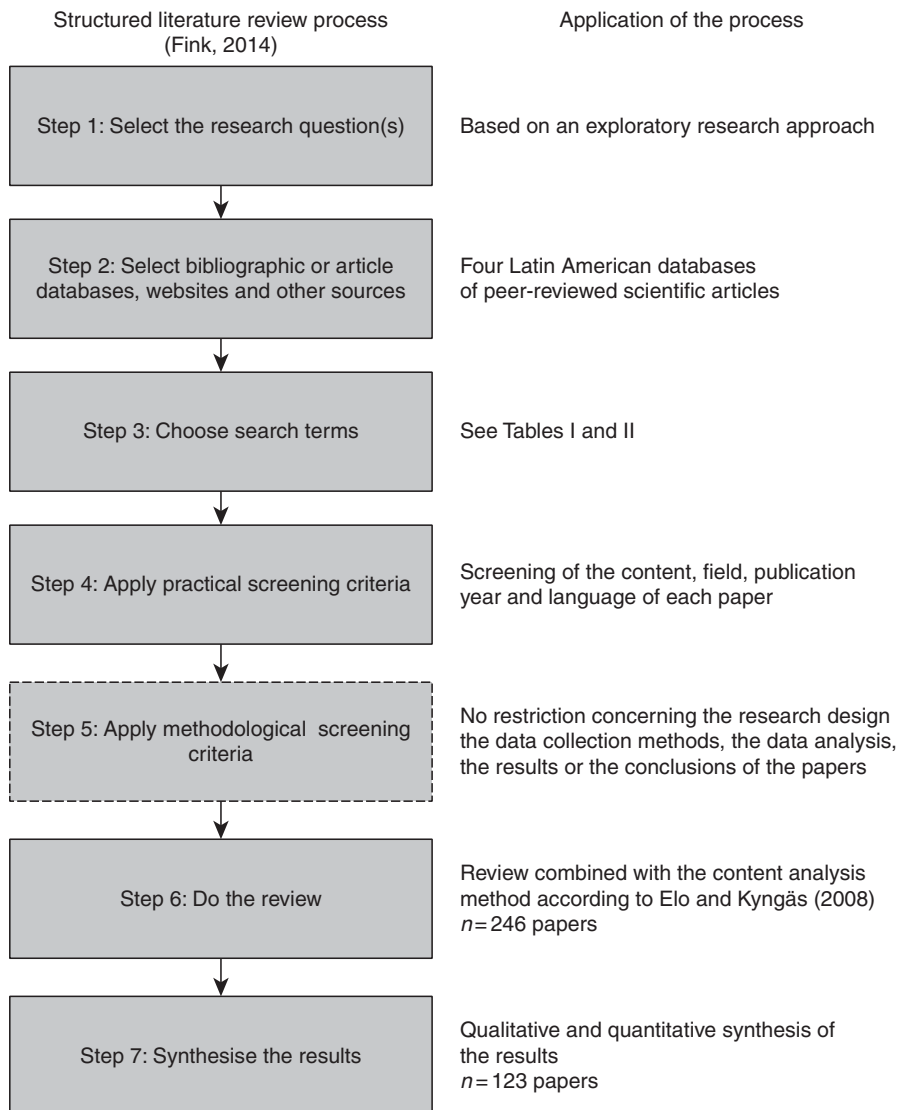 Structured literature review process
(Fink, 2014)
Application of the process
Step 1: Select the research question(s)
Based on an exploratory research approach
Step 2: Select bibliographic or article
databases, websites and other sources
Four Latin American databases
of peer-reviewed scientific articles
Step 3: Choose search terms
See Tables I and II
Step 4: Apply practical screening criteria
Screening of the content, field, publication
year and language of each paper
Step 5: Apply methodological screening
criteria
No restriction concerning the research design
the data collection methods, the data analysis,
the results or the conclusions of the papers
Step 6: Do the review
Review combined with the content analysis
method according to Elo and Kyngäs (2008)
n=246 papers
Step 7: Synthesise the results
Qualitative and quantitative synthesis of
the results
n=123 papers